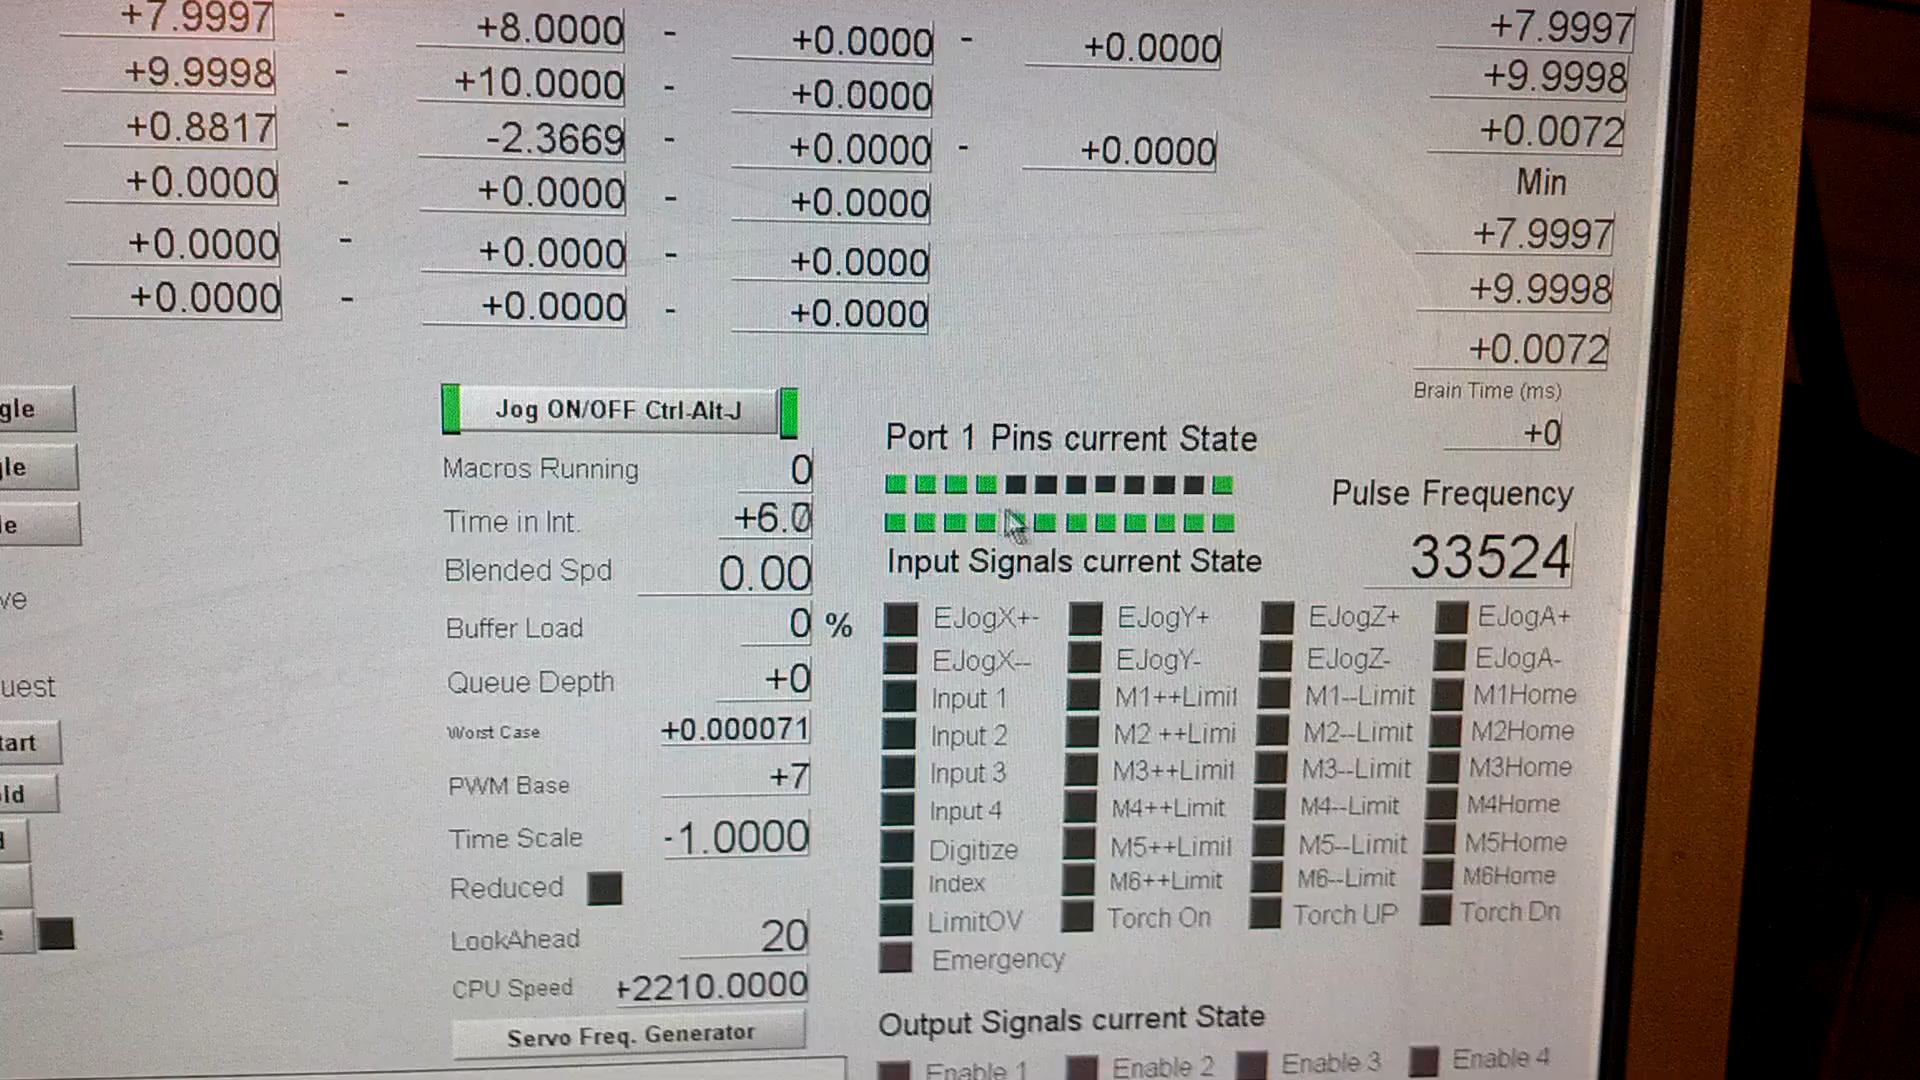 +7.9997 - +8.0000 - +0.0000 - +0.0000 +7.9997
+9.9998 - +10.0000 - +0.0000 +9.9998
+0.8817 - -2.3669 - +0.0000 - +0.0000 +0.0072
+0.0000 - +0.0000 - +0.0000 Min
+0.0000 - +0.0000 - +0.0000 +7.9997
+0.0000 - +0.0000 - +0.0000 +9.9998
+0.0072
Brain Time (ms)
+0
gle
le
e
ve
uest
tart
ld
Jog ON/OFF Ctrl-Alt-J
Macros Running 0
Time in Int. +6.0
Blended Spd 0.00
Buffer Load 0 %
Queue Depth +0
Worst Case +0.000071
PWM Base +7
Time Scale -1.0000
Reduced
LookAhead 20
CPU Speed +2210.0000
Servo Freq. Generator
Port 1 Pins current State
Pulse Frequency
33524
Input Signals current State
EJogX+- EJogY+ EJogZ+ EJogA+
EJogX-- EJogY- EJogZ- EJogA-
Input 1 M1++Limit M1--Limit M1Home
Input 2 M2 ++Limi M2--Limit M2Home
Input 3 M3++Limit M3--Limit M3Home
Input 4 M4++Limit M4--Limit M4Home
Digitize M5++Limit M5--Limit M5Home
Index M6++Limit M6--Limit M6Home
LimitOV Torch On Torch UP Torch Dn
Emergency
Output Signals current State
Enable 1 Enable 2 Enable 3 Enable 4